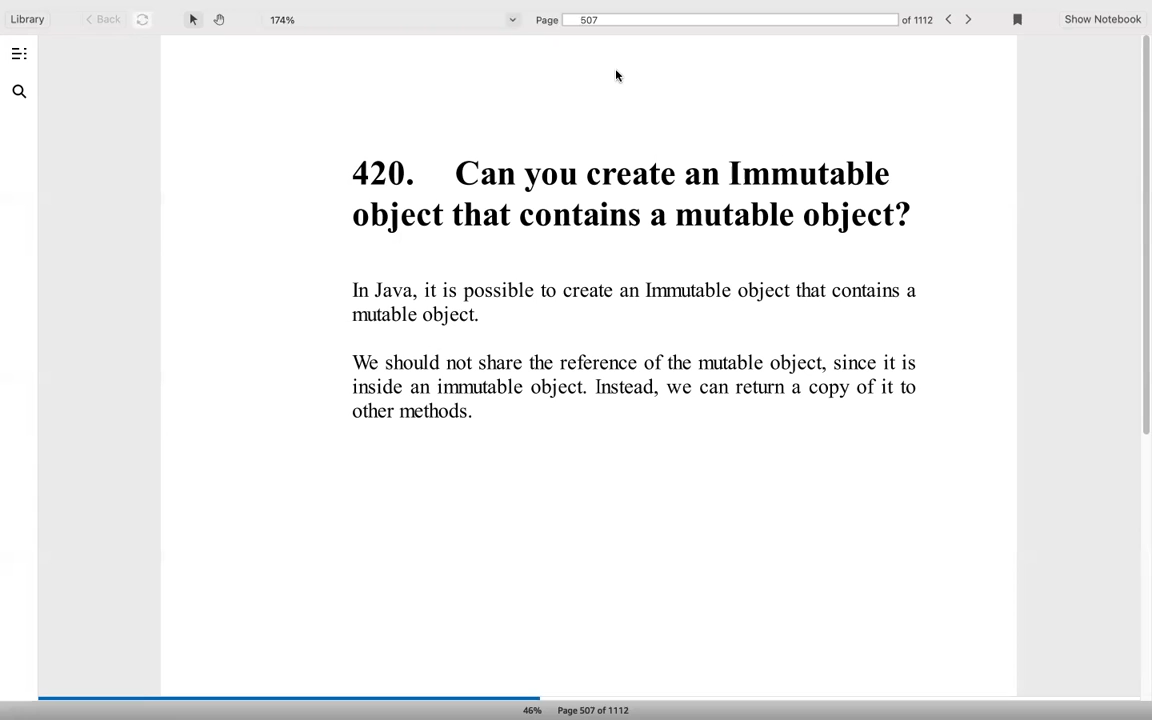 Library
Back
174%
Page
507
of 1112
Show Notebook
420. Can you create an Immutable
object that contains a mutable object?
In Java, it is possible to create an Immutable object that contains a
mutable object.
We should not share the reference of the mutable object, since it is
inside an immutable object. Instead, we can return a copy of it to
other methods.
46% Page 507 of 1112